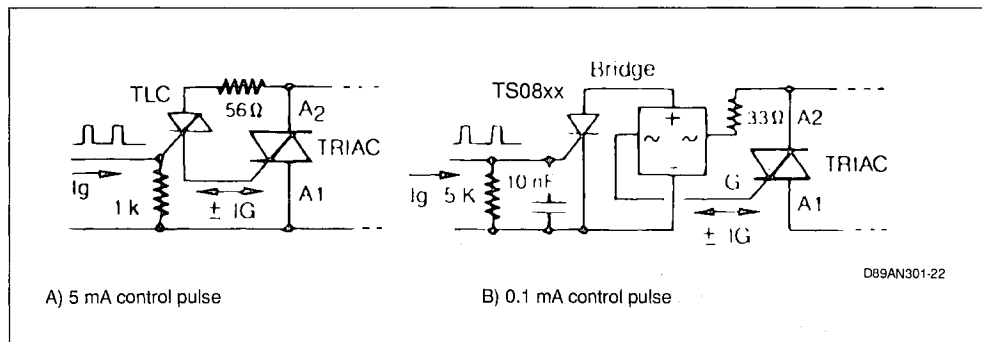 TLC
56Ω
A2
TRIAC
A1
Ig
1 k
± IG
A) 5 mA control pulse
Bridge
TS08xx
+
~ ~
-
33Ω
A2
TRIAC
A1
G
Ig
5 K
10 nF
± IG
B) 0.1 mA control pulse
D89AN301-22